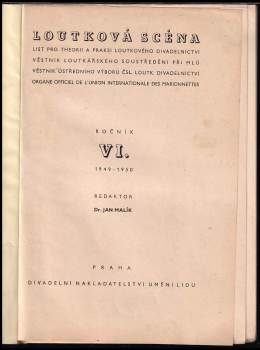 LOUTKOVÁ SCÉNA
LIST PRO THEORII A PRAKSI LOUTKOVÉHO DIVADELNICTVÍ
VĚSTNÍK LOUTKÁŘSKÉHO SOUSTŘEDĚNÍ PŘI MLÚ
VĚSTNÍK ÚSTŘEDNÍHO VÝBORU ČSL. LOUTK. DIVADELNICTVÍ
ORGANE OFFICIEL DE L'UNION INTERNATIONALE DES MARIONNETTES
ROČNÍK
VI.
1949-1950
REDAKTOR
Dr. JAN MALÍK
PRAHA
DIVADELNÍ NAKLADATELSTVÍ UMĚNÍ LIDU